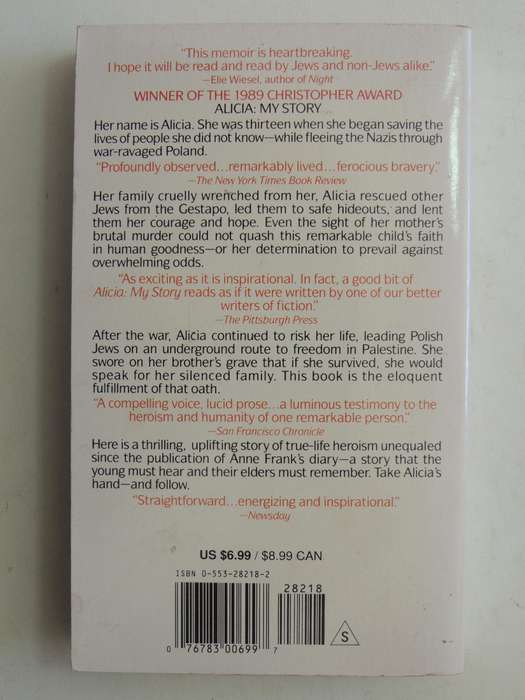 “This memoir is heartbreaking.
I hope it will be read and read by Jews and non-Jews alike.”
—Elie Wiesel, author of Night
WINNER OF THE 1989 CHRISTOPHER AWARD
ALICIA: MY STORY
Her name is Alicia. She was thirteen when she began saving the
lives of people she did not know—while fleeing the Nazis through
war-ravaged Poland.
“Profoundly observed...remarkably lived...ferocious bravery.”
—The New York Times Book Review
Her family cruelly wrenched from her, Alicia rescued other
Jews from the Gestapo, led them to safe hideouts, and lent
them her courage and hope. Even the sight of her mother's
brutal murder could not quash this remarkable child's faith
in human goodness—or her determination to prevail against
overwhelming odds.
“As exciting as it is inspirational. In fact, a good bit of
Alicia: My Story reads as if it were written by one of our better
writers of fiction.”
—The Pittsburgh Press
After the war, Alicia continued to risk her life, leading Polish
Jews on an underground route to freedom in Palestine. She
swore on her brother's grave that if she survived, she would
speak for her silenced family. This book is the eloquent
fulfillment of that oath.
“A compelling voice, lucid prose...a luminous testimony to the
heroism and humanity of one remarkable person.”
—San Francisco Chronicle
Here is a thrilling, uplifting story of true-life heroism unequaled
since the publication of Anne Frank's diary—a story that the
young must hear and their elders must remember. Take Alicia's
hand—and follow.
“Straightforward...energizing and inspirational.”
—Newsday
US $6.99 / $8.99 CAN
ISBN 0-553-28218-2
28218
0 76783 00699 7
S